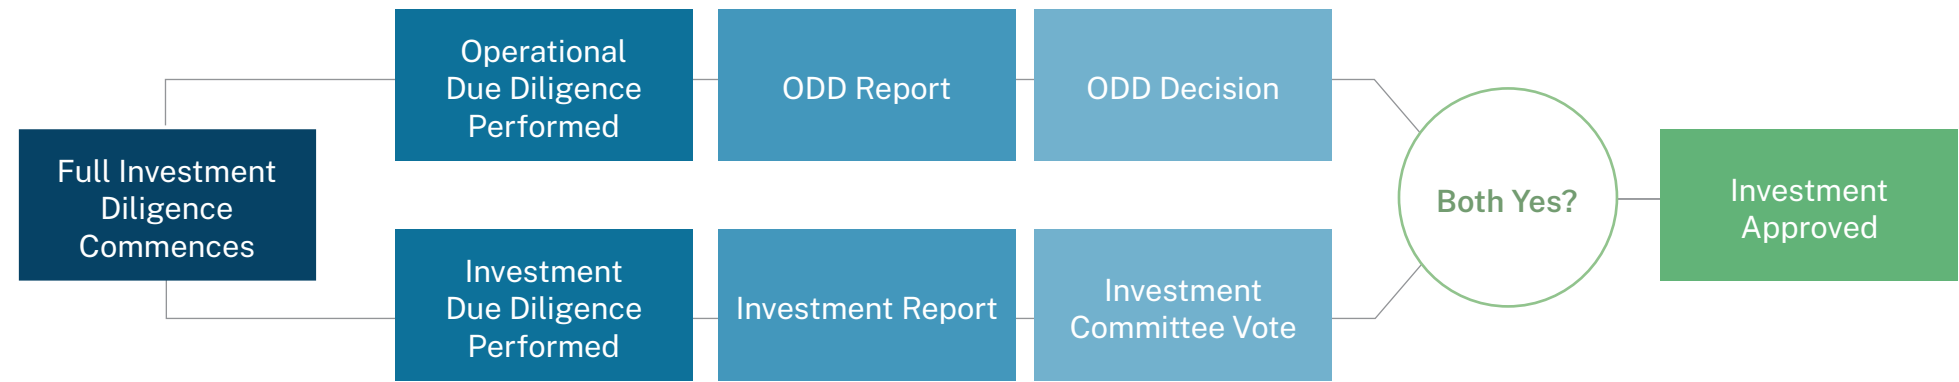 Full Investment
Diligence
Commences
Operational
Due Diligence
Performed
ODD Report
ODD Decision
Investment
Due Diligence
Performed
Investment Report
Investment
Committee Vote
Both Yes?
Investment
Approved